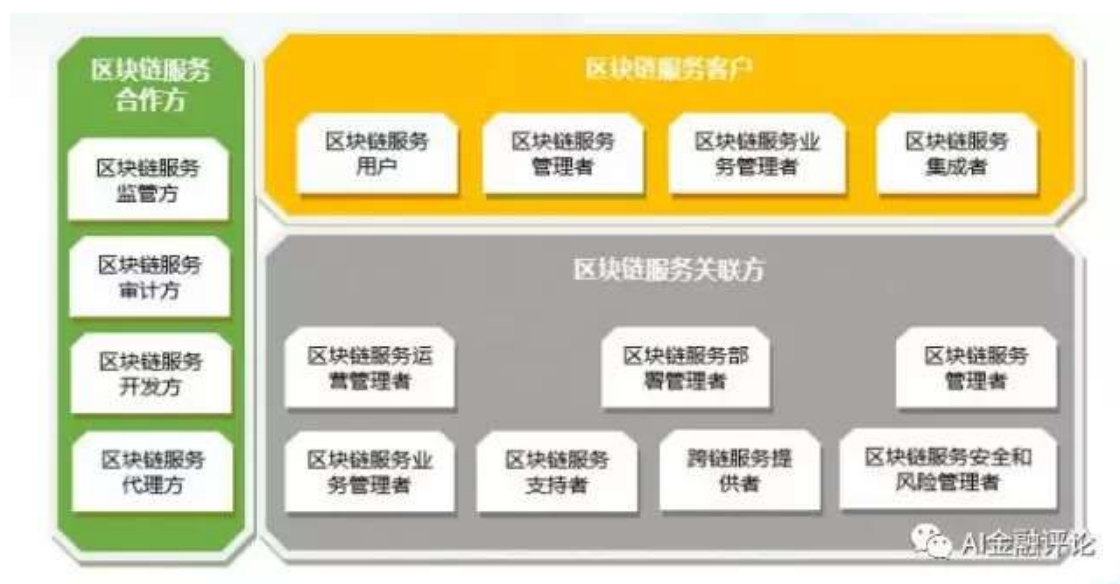 区块链服务
合作方
区块链服务
监管方
区块链服务
审计方
区块链服务
开发方
区块链服务
代理方
区块链服务客户
区块链服务
用户
区块链服务
管理者
区块链服务业
务管理者
区块链服务
集成者
区块链服务关联方
区块链服务运
营管理者
区块链服务部
署管理者
区块链服务
管理者
区块链服务业
务管理者
区块链服务
支持者
跨链服务提
供者
区块链服务安全和
风险管理者
AI金融评论